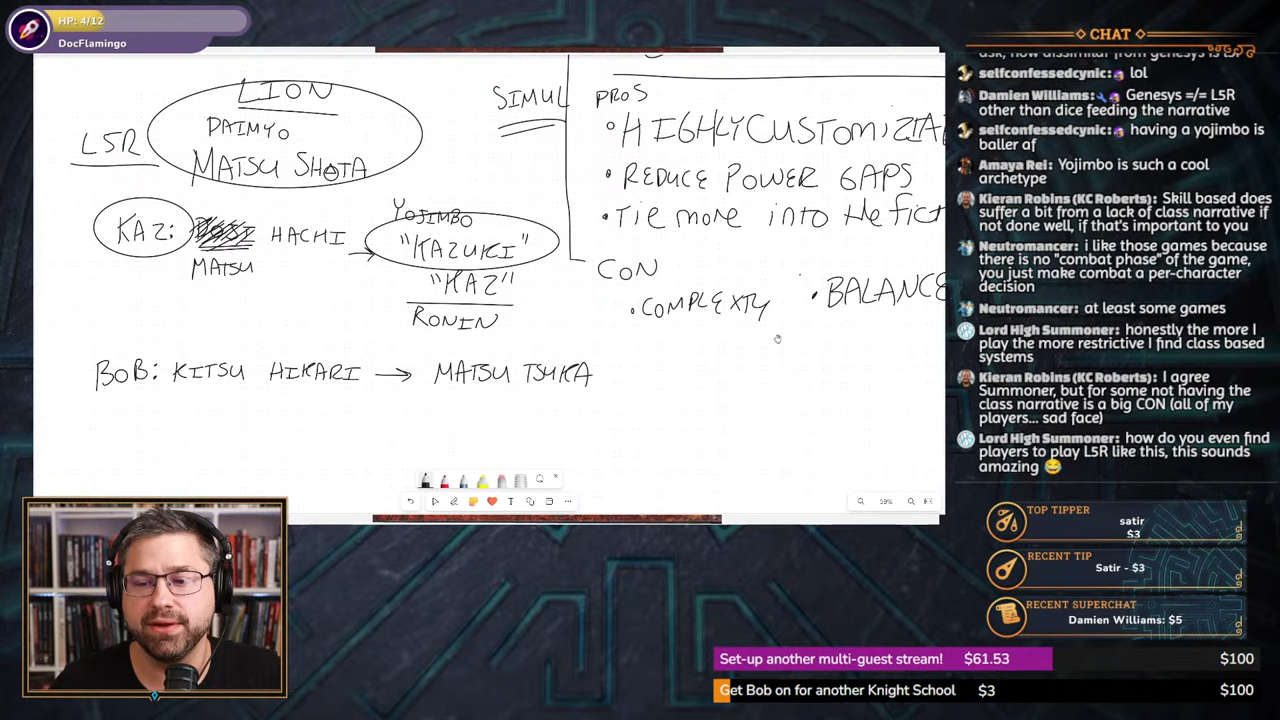 HP: 4/12
DocFlamingo
LION
DAIMYO
MATSU SHOTA
L5R
KAZ:
HACHI
MATSU
YOJIMBO
"KAZUKI"
"KAZ"
RONIN
BOB: KITSU HIKARI → MATSU TSUKA
SIMUL
PROS
• HIGHLY CUSTOMIZTA
• REDUCE POWER GAPS
• TIE MORE INTO the fict
CON
• COMPLEXTY
• BALANCE
59%
CHAT
ask, how dissimilar from genesys is L5R
selfconfessedcynic: lol
Damien Williams: Genesys =/= L5R
other than dice feeding the narrative
selfconfessedcynic: having a yojimbo is
baller af
Amaya Rei: Yojimbo is such a cool
archetype
Kieran Robins (KC Roberts): Skill based does
suffer a bit from a lack of class narrative if
not done well, if that's important to you
Neutromancer: i like those games because
there is no "combat phase" of the game,
you just make combat a per-character
decision
Neutromancer: at least some games
Lord High Summoner: honestly the more I
play the more restrictive I find class based
systems
Kieran Robins (KC Roberts): I agree
Summoner, but for some not having the
class narrative is a big CON (all of my
players... sad face)
Lord High Summoner: how do you even find
players to play L5R like this, this sounds
amazing 😂
TOP TIPPER
satir
$3
RECENT TIP
Satir - $3
RECENT SUPERCHAT
Damien Williams: $5
Set-up another multi-guest stream! $61.53 $100
Get Bob on for another Knight School $3 $100